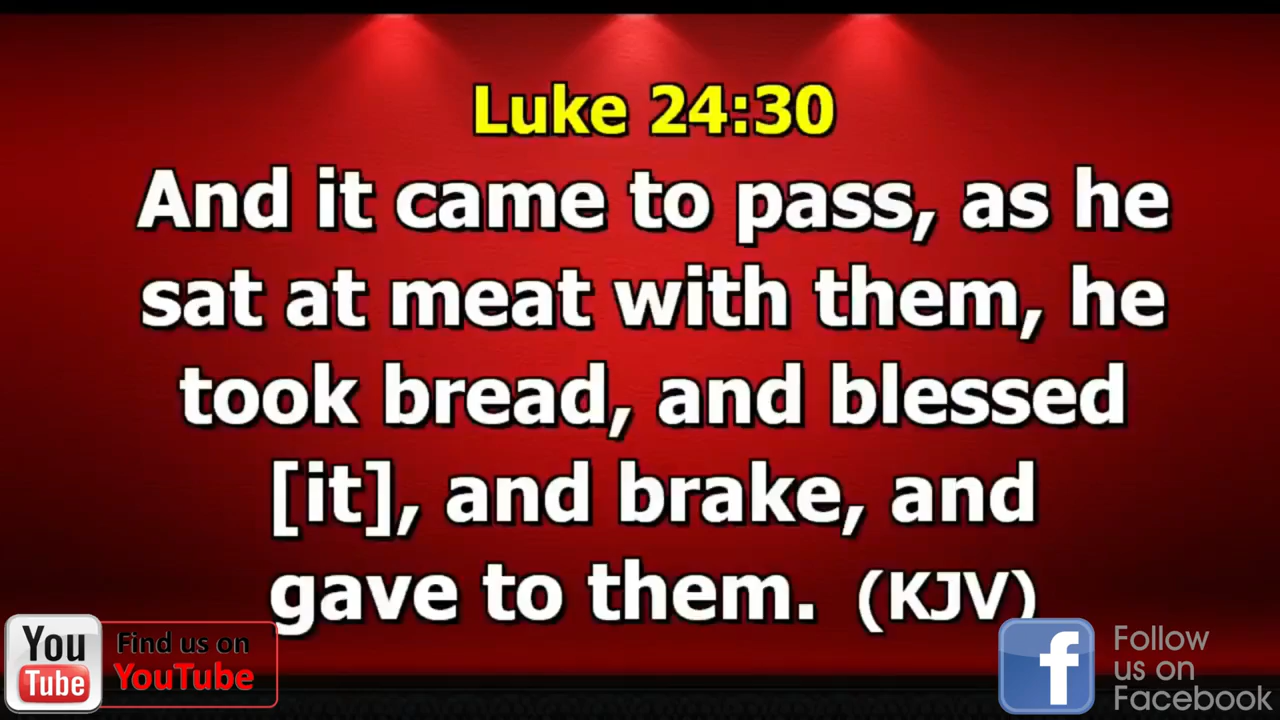 Luke 24:30
And it came to pass, as he
sat at meat with them, he
took bread, and blessed
[it], and brake, and
gave to them. (KJV)
You
Tube
Find us on
YouTube
f
Follow
us on
Facebook